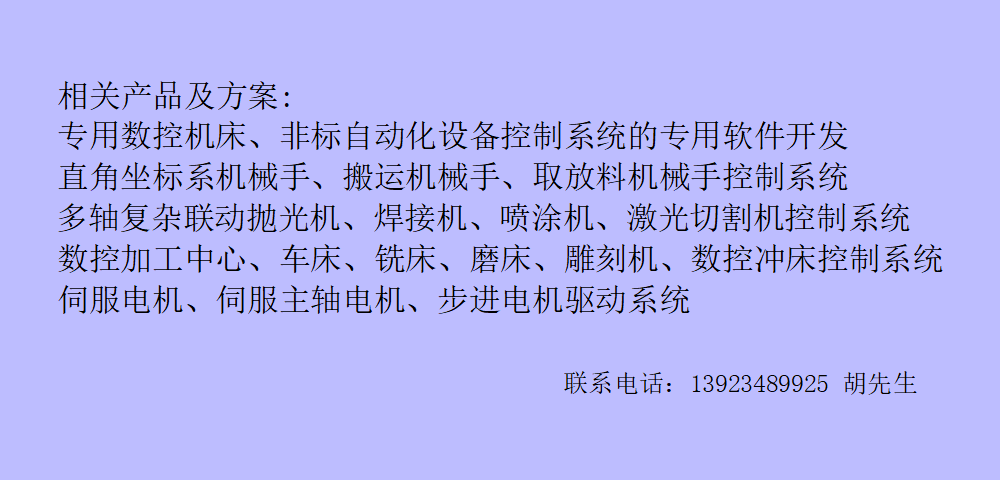 相关产品及方案:
专用数控机床、非标自动化设备控制系统的专用软件开发
直角坐标系机械手、搬运机械手、取放料机械手控制系统
多轴复杂联动抛光机、焊接机、喷涂机、激光切割机控制系统
数控加工中心、车床、铣床、磨床、雕刻机、数控冲床控制系统
伺服电机、伺服主轴电机、步进电机驱动系统
联系电话：13923489925 胡先生